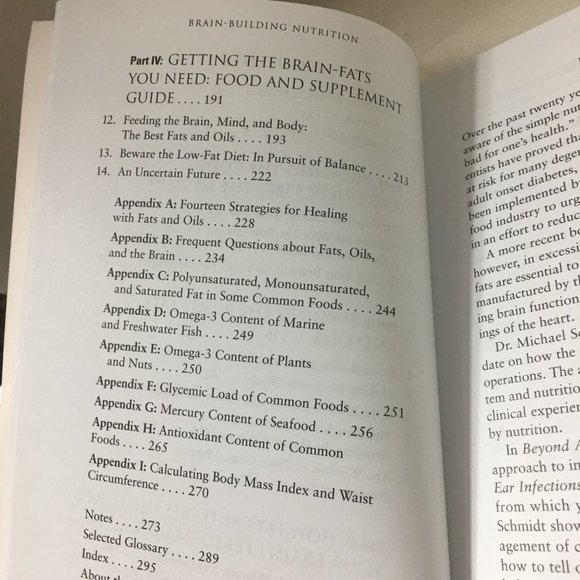 BRAIN-BUILDING NUTRITION
Part IV: GETTING THE BRAIN-FATS
YOU NEED: FOOD AND SUPPLEMENT
GUIDE.... 191
12. Feeding the Brain, Mind, and Body:
The Best Fats and Oils .... 193
13. Beware the Low-Fat Diet: In Pursuit of Balance .... 213
14. An Uncertain Future .... 222
Appendix A: Fourteen Strategies for Healing
with Fats and Oils .... 228
Appendix B: Frequent Questions about Fats, Oils,
and the Brain .... 234
Appendix C: Polyunsaturated, Monounsaturated,
and Saturated Fat in Some Common Foods .... 244
Appendix D: Omega-3 Content of Marine
and Freshwater Fish .... 249
Appendix E: Omega-3 Content of Plants
and Nuts .... 250
Appendix F: Glycemic Load of Common Foods .... 251
Appendix G: Mercury Content of Seafood .... 256
Appendix H: Antioxidant Content of Common
Foods .... 265
Appendix I: Calculating Body Mass Index and Waist
Circumference .... 270
Notes .... 273
Selected Glossary .... 289
Index .... 295
About
Over the past twenty
aware of the simple
bad for one's health."
entists have proved
at risk for many
adult onset diabetes,
been implemented
food industry to
in an effort to
A more recent
however, in
fats are essential to
manufactured by
ing brain
ings of the heart.
Dr. Michael
date on how the
operations. The
tem and
clinical
by nutrition.
In Beyond
approach to
Ear
from which
Schmidt
agement of
how to tell